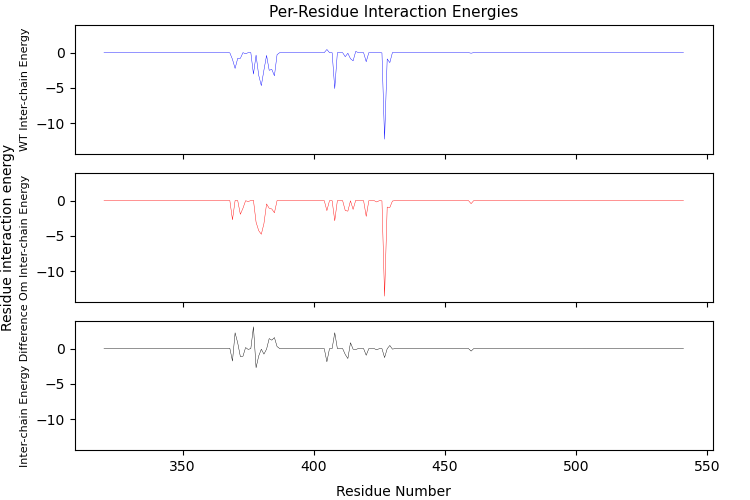 Per-Residue Interaction Energies
WT Inter-chain Energy
0
−5
−10
Residue interaction energy
Om Inter-chain Energy
0
−5
−10
Inter-chain Energy Difference
0
−5
−10
350
400
450
500
550
Residue Number